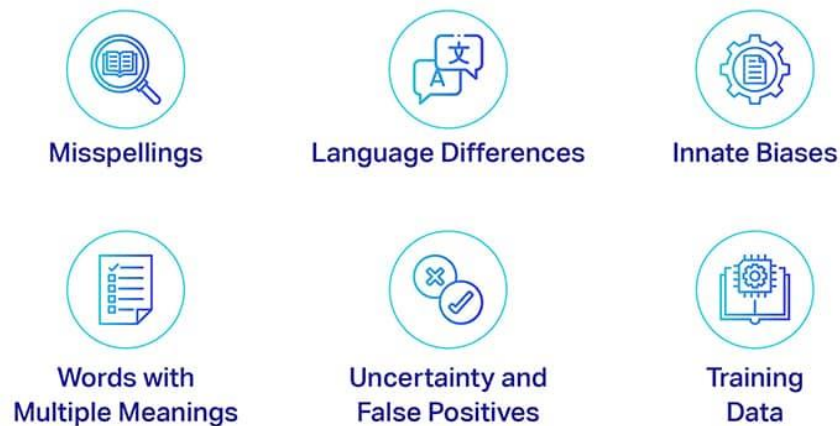 文
A
Misspellings
Language Differences
Innate Biases
Words with
Multiple Meanings
Uncertainty and
False Positives
Training
Data